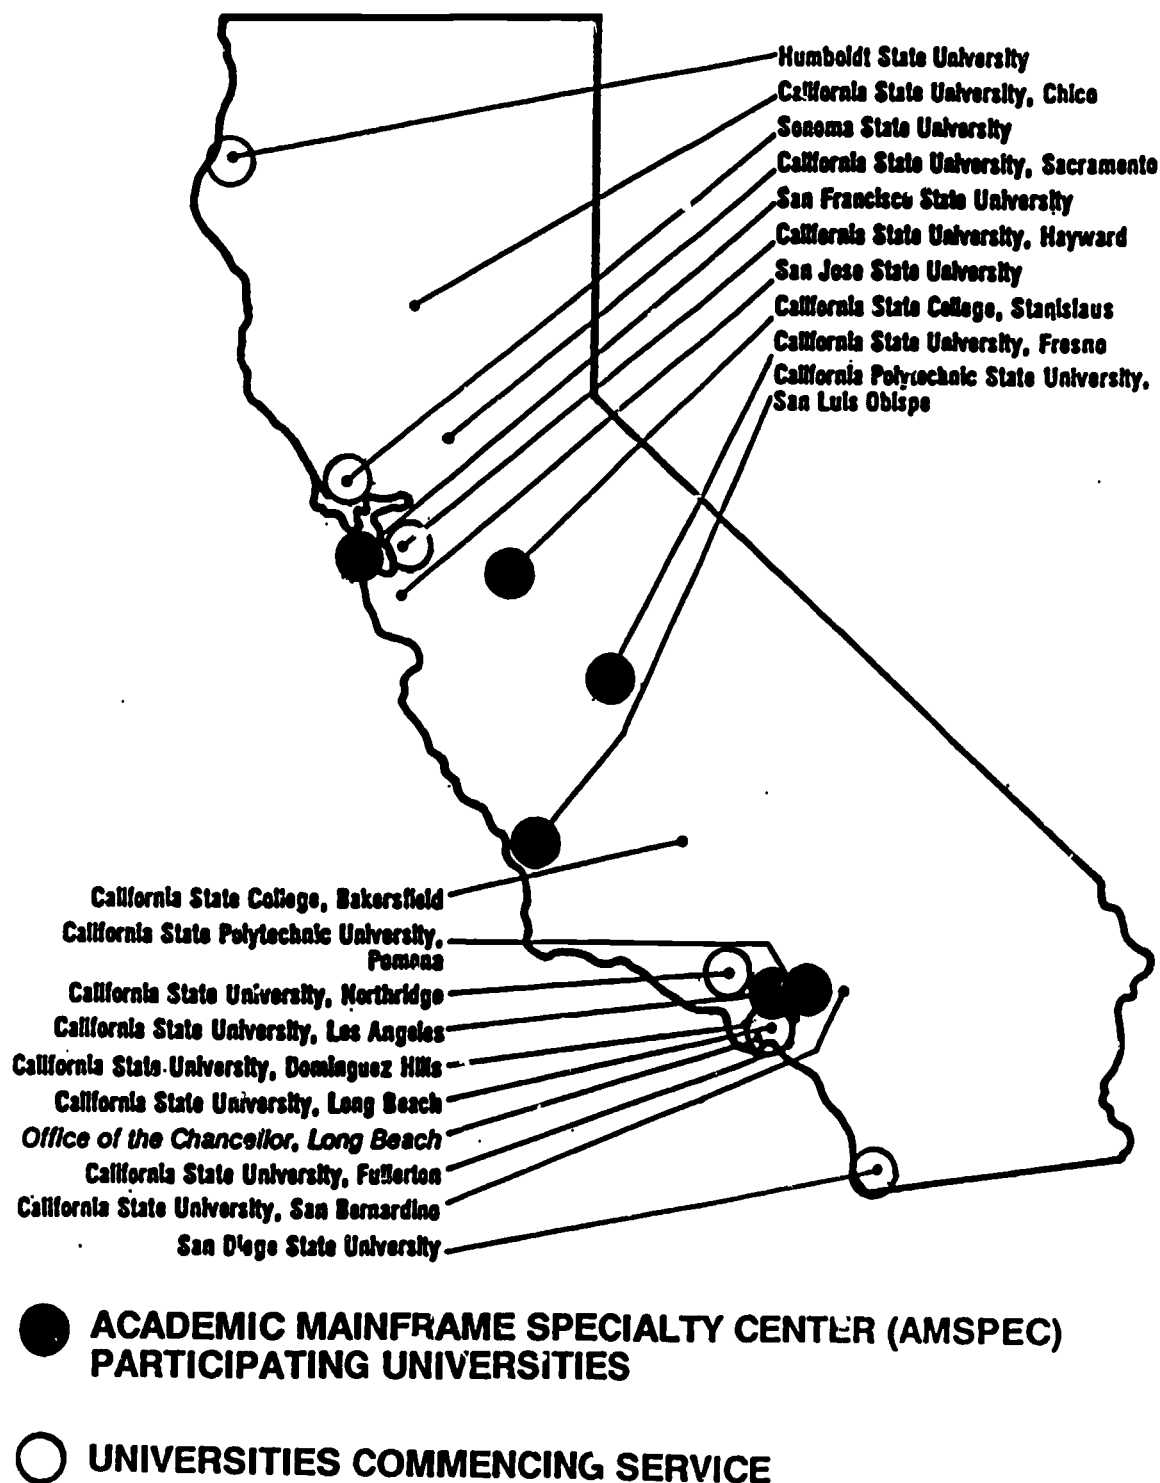 Humboldt State University
California State University, Chico
Sonoma State University
California State University, Sacramento
San Francisco State University
California State University, Hayward
San Jose State University
California State College, Stanislaus
California State University, Fresno
California Polytechnic State University,
San Luis Obispo
California State College, Bakersfield
California State Polytechnic University,
Pomona
California State University, Northridge
California State University, Los Angeles
California State University, Dominguez Hills
California State University, Long Beach
Office of the Chancellor, Long Beach
California State University, Fullerton
California State University, San Bernardino
San Diego State University
ACADEMIC MAINFRAME SPECIALTY CENTER (AMSPEC)
PARTICIPATING UNIVERSITIES
UNIVERSITIES COMMENCING SERVICE